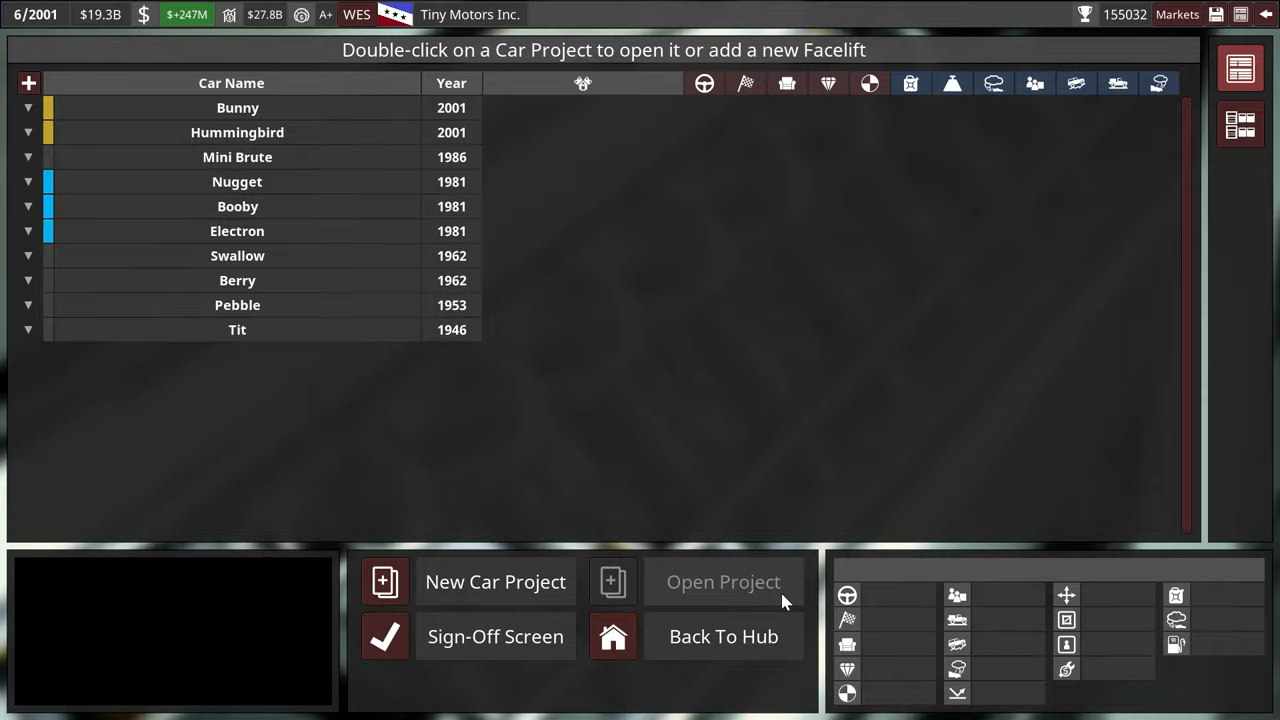 6/2001 $19.3B $ $+247M $27.8B A+ WES Tiny Motors Inc. 155032 Markets
Double-click on a Car Project to open it or add a new Facelift
Car Name Year
Bunny 2001
Hummingbird 2001
Mini Brute 1986
Nugget 1981
Booby 1981
Electron 1981
Swallow 1962
Berry 1962
Pebble 1953
Tit 1946
New Car Project Open Project
Sign-Off Screen Back To Hub